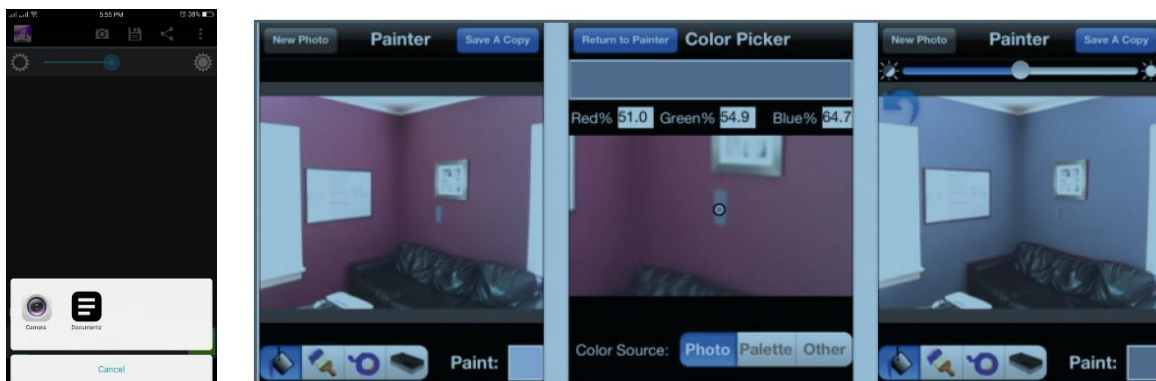 5:55 PM
38%
Camera
Documents
Cancel
New Photo Painter Save A Copy
Paint:
Return to Painter Color Picker
Red% 51.0 Green% 54.9 Blue% 64.7
Color Source: Photo Palette Other
New Photo Painter Save A Copy
Paint: